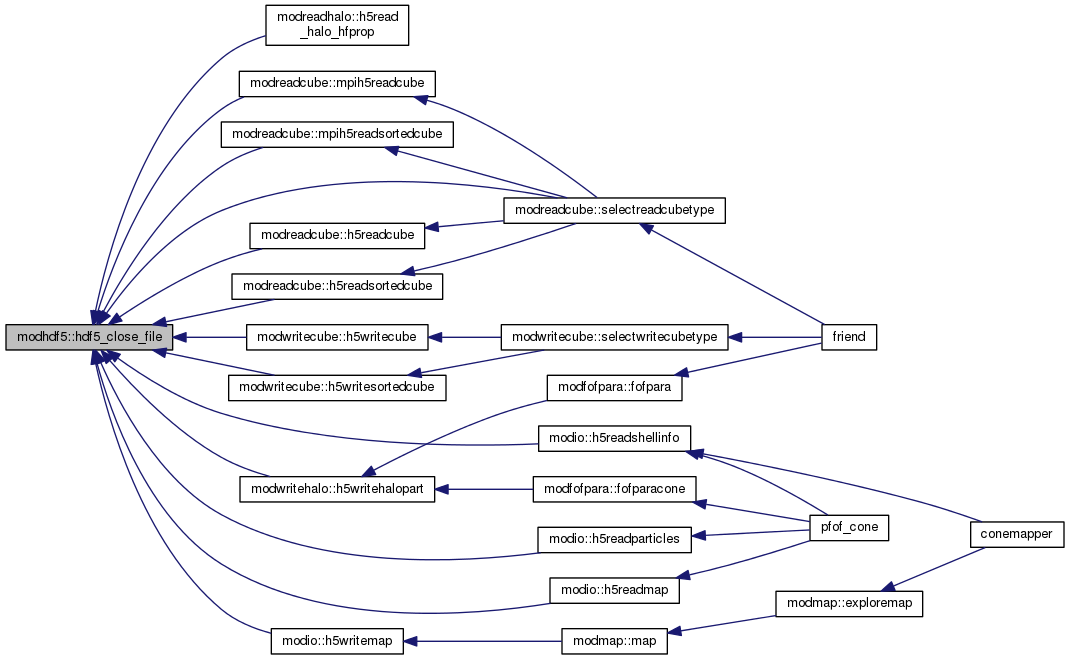 modreadhalo::h5read
_halo_hfprop
modreadcube::mpih5readcube
modreadcube::mpih5readsortedcube
modreadcube::selectreadcubetype
modreadcube::h5readcube
modreadcube::h5readsortedcube
modhdf5::hdf5_close_file
modwritecube::h5writecube
modwritecube::selectwritecubetype
friend
modwritecube::h5writesortedcube
modfofpara::fofpara
modio::h5readshellinfo
modwritehalo::h5writehalopart
modfofpara::fofparacone
pfof_cone
conemapper
modio::h5readparticles
modio::h5readmap
modmap::exploremap
modio::h5writemap
modmap::map